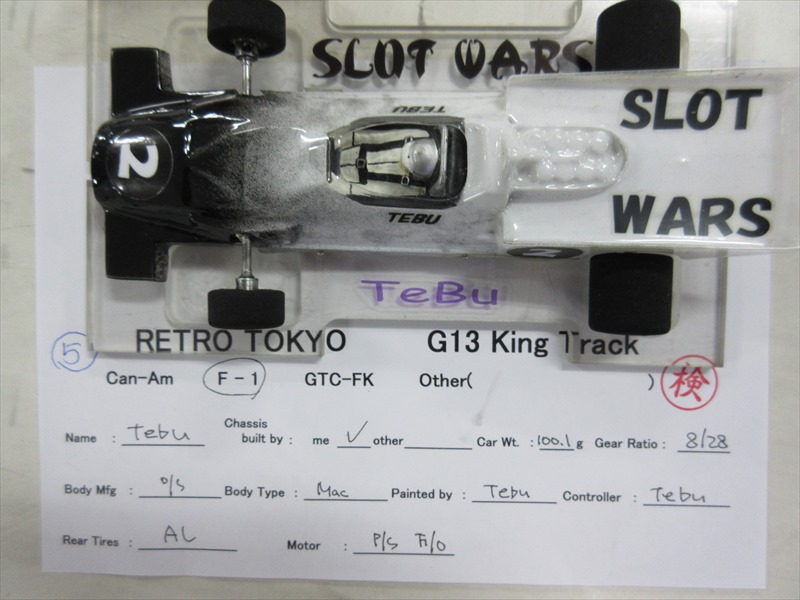 SLOT WARS
2
TEBU
TEBU
SLOT
WARS
2
TeBu
5 RETRO TOKYO G13 King Track
Can-Am F-1 GTC-FK Other( ) 検
Name : Tebu Chassis built by : me ✓ other Car Wt. : 100.1 g Gear Ratio : 8/28
Body Mfg : O/S Body Type : Mac Painted by : Tebu Controller : Tebu
Rear Tires : AL Motor : P/S